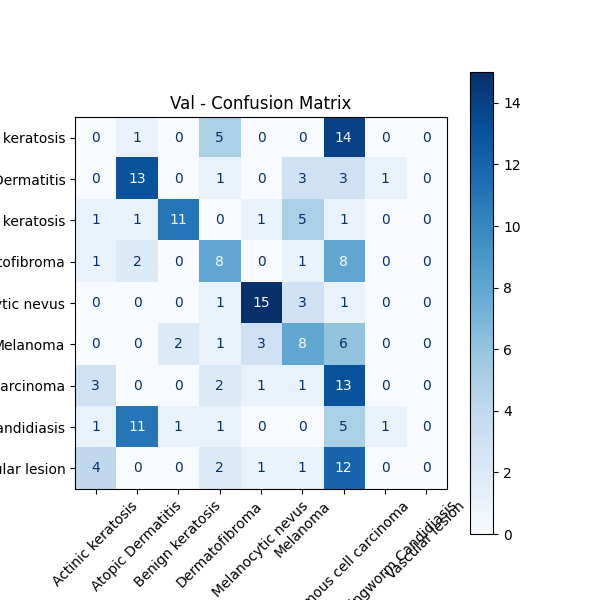 Val - Confusion Matrix
keratosis 0 1 0 5 0 0 14 0 0
Dermatitis 0 13 0 1 0 3 3 1 0
keratosis 1 1 11 0 1 5 1 0 0
tofibroma 1 2 0 8 0 1 8 0 0
ytic nevus 0 0 0 1 15 3 1 0 0
Melanoma 0 0 2 1 3 8 6 0 0
arcinoma 3 0 0 2 1 1 13 0 0
andidiasis 1 11 1 1 0 0 5 1 0
ular lesion 4 0 0 2 1 1 12 0 0
Actinic keratosis
Atopic Dermatitis
Benign keratosis
Dermatofibroma
Melanocytic nevus
Melanoma
mous cell carcinoma
ngworm Candidiasis
Vascular lesion
14
12
10
8
6
4
2
0